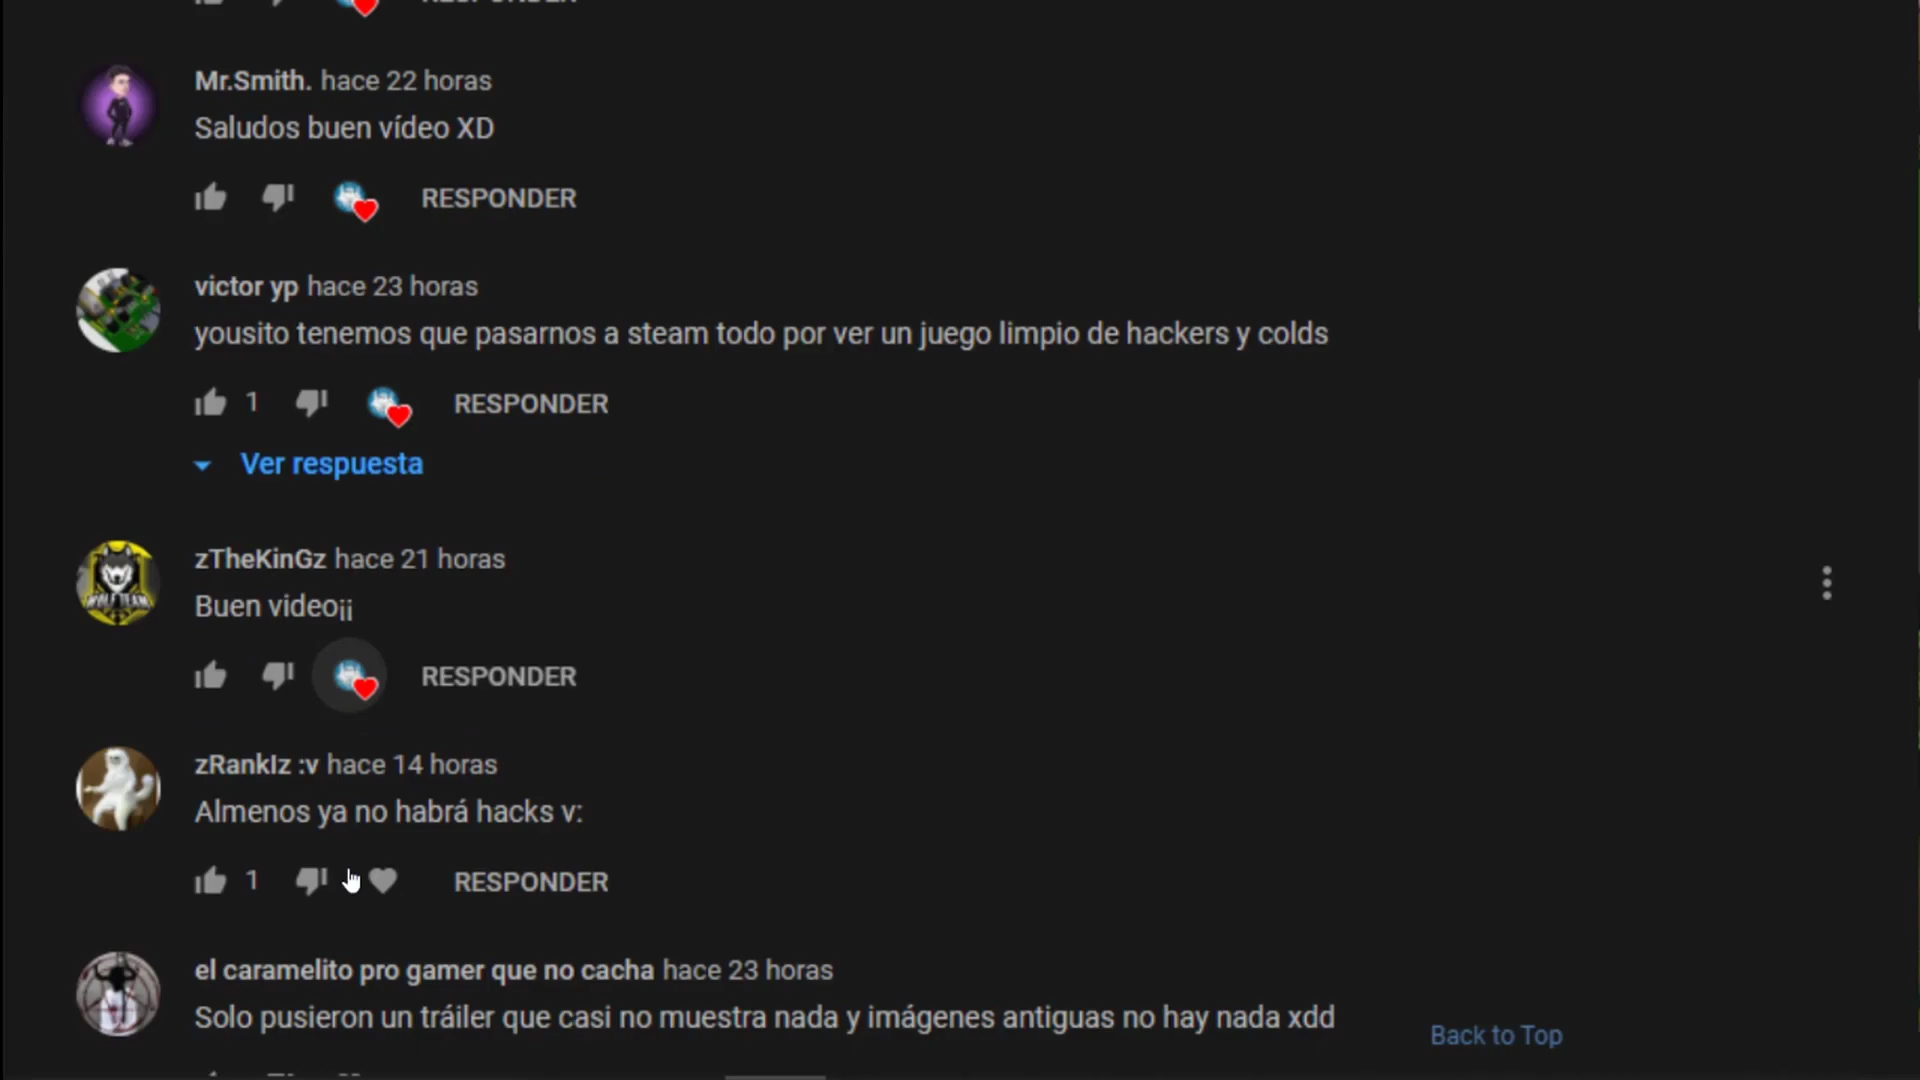 RESPONDER
Mr.Smith. hace 22 horas
Saludos buen vídeo XD
RESPONDER
victor yp hace 23 horas
yousito tenemos que pasarnos a steam todo por ver un juego limpio de hackers y colds
1 RESPONDER
Ver respuesta
zTheKinGz hace 21 horas
Buen video¡¡
RESPONDER
zRankIz :v hace 14 horas
Almenos ya no habrá hacks v:
1 RESPONDER
el caramelito pro gamer que no cacha hace 23 horas
Solo pusieron un tráiler que casi no muestra nada y imágenes antiguas no hay nada xdd
Back to Top